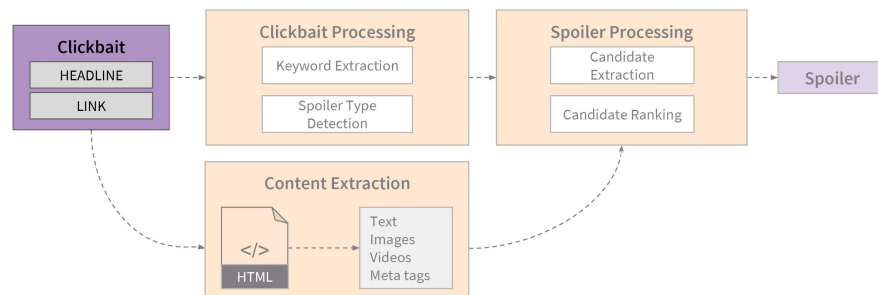 Clickbait
HEADLINE
LINK
Clickbait Processing
Keyword Extraction
Spoiler Type
Detection
Spoiler Processing
Candidate
Extraction
Candidate Ranking
Spoiler
Content Extraction
</>
HTML
Text
Images
Videos
Meta tags